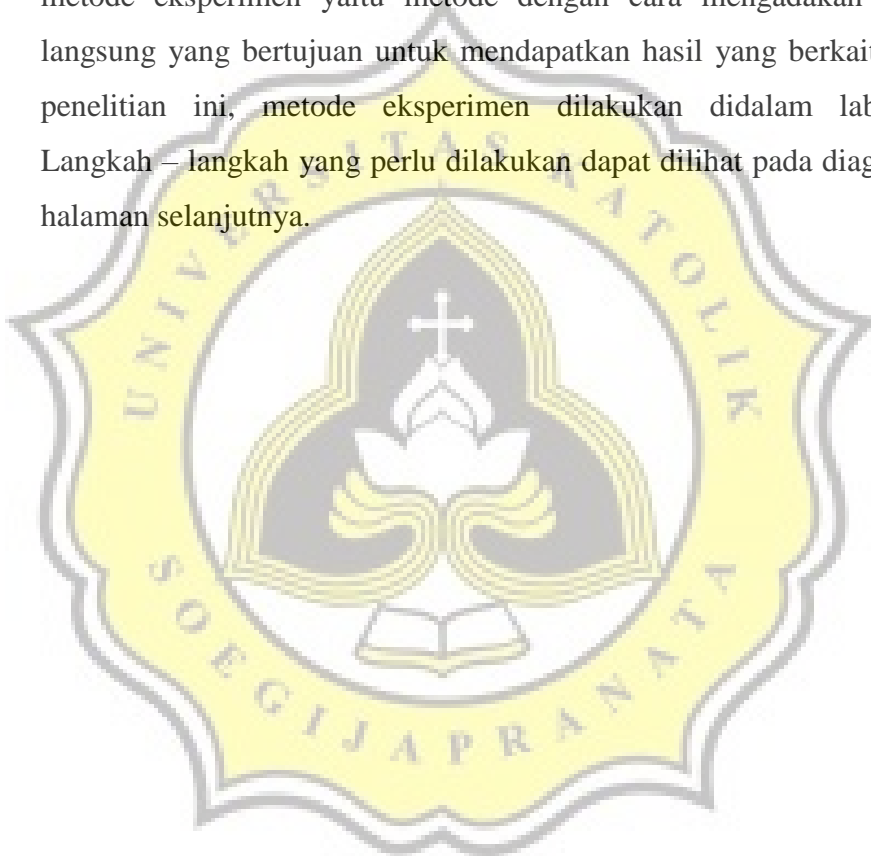 metode eksperimen yaitu metode dengan cara mengadakan
langsung yang bertujuan untuk mendapatkan hasil yang berkait
penelitian ini, metode eksperimen dilakukan didalam lab
Langkah – langkah yang perlu dilakukan dapat dilihat pada diag
halaman selanjutnya.
UNIVERSITAS KATOLIK
SOEGIJAPRANATA